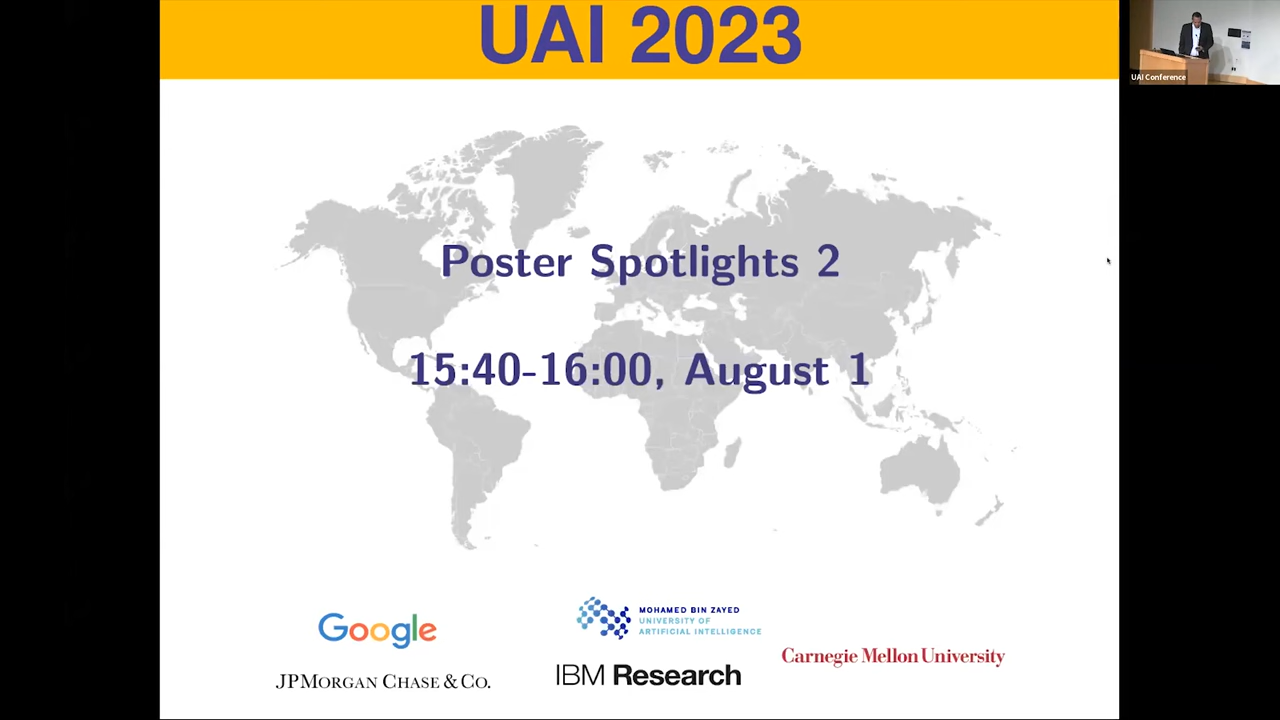 UAI 2023
UAI Conference
Poster Spotlights 2
15:40-16:00, August 1
Google
MOHAMED BIN ZAYED
UNIVERSITY OF
ARTIFICIAL INTELLIGENCE
Carnegie Mellon University
IBM Research
JPMORGAN CHASE & CO.